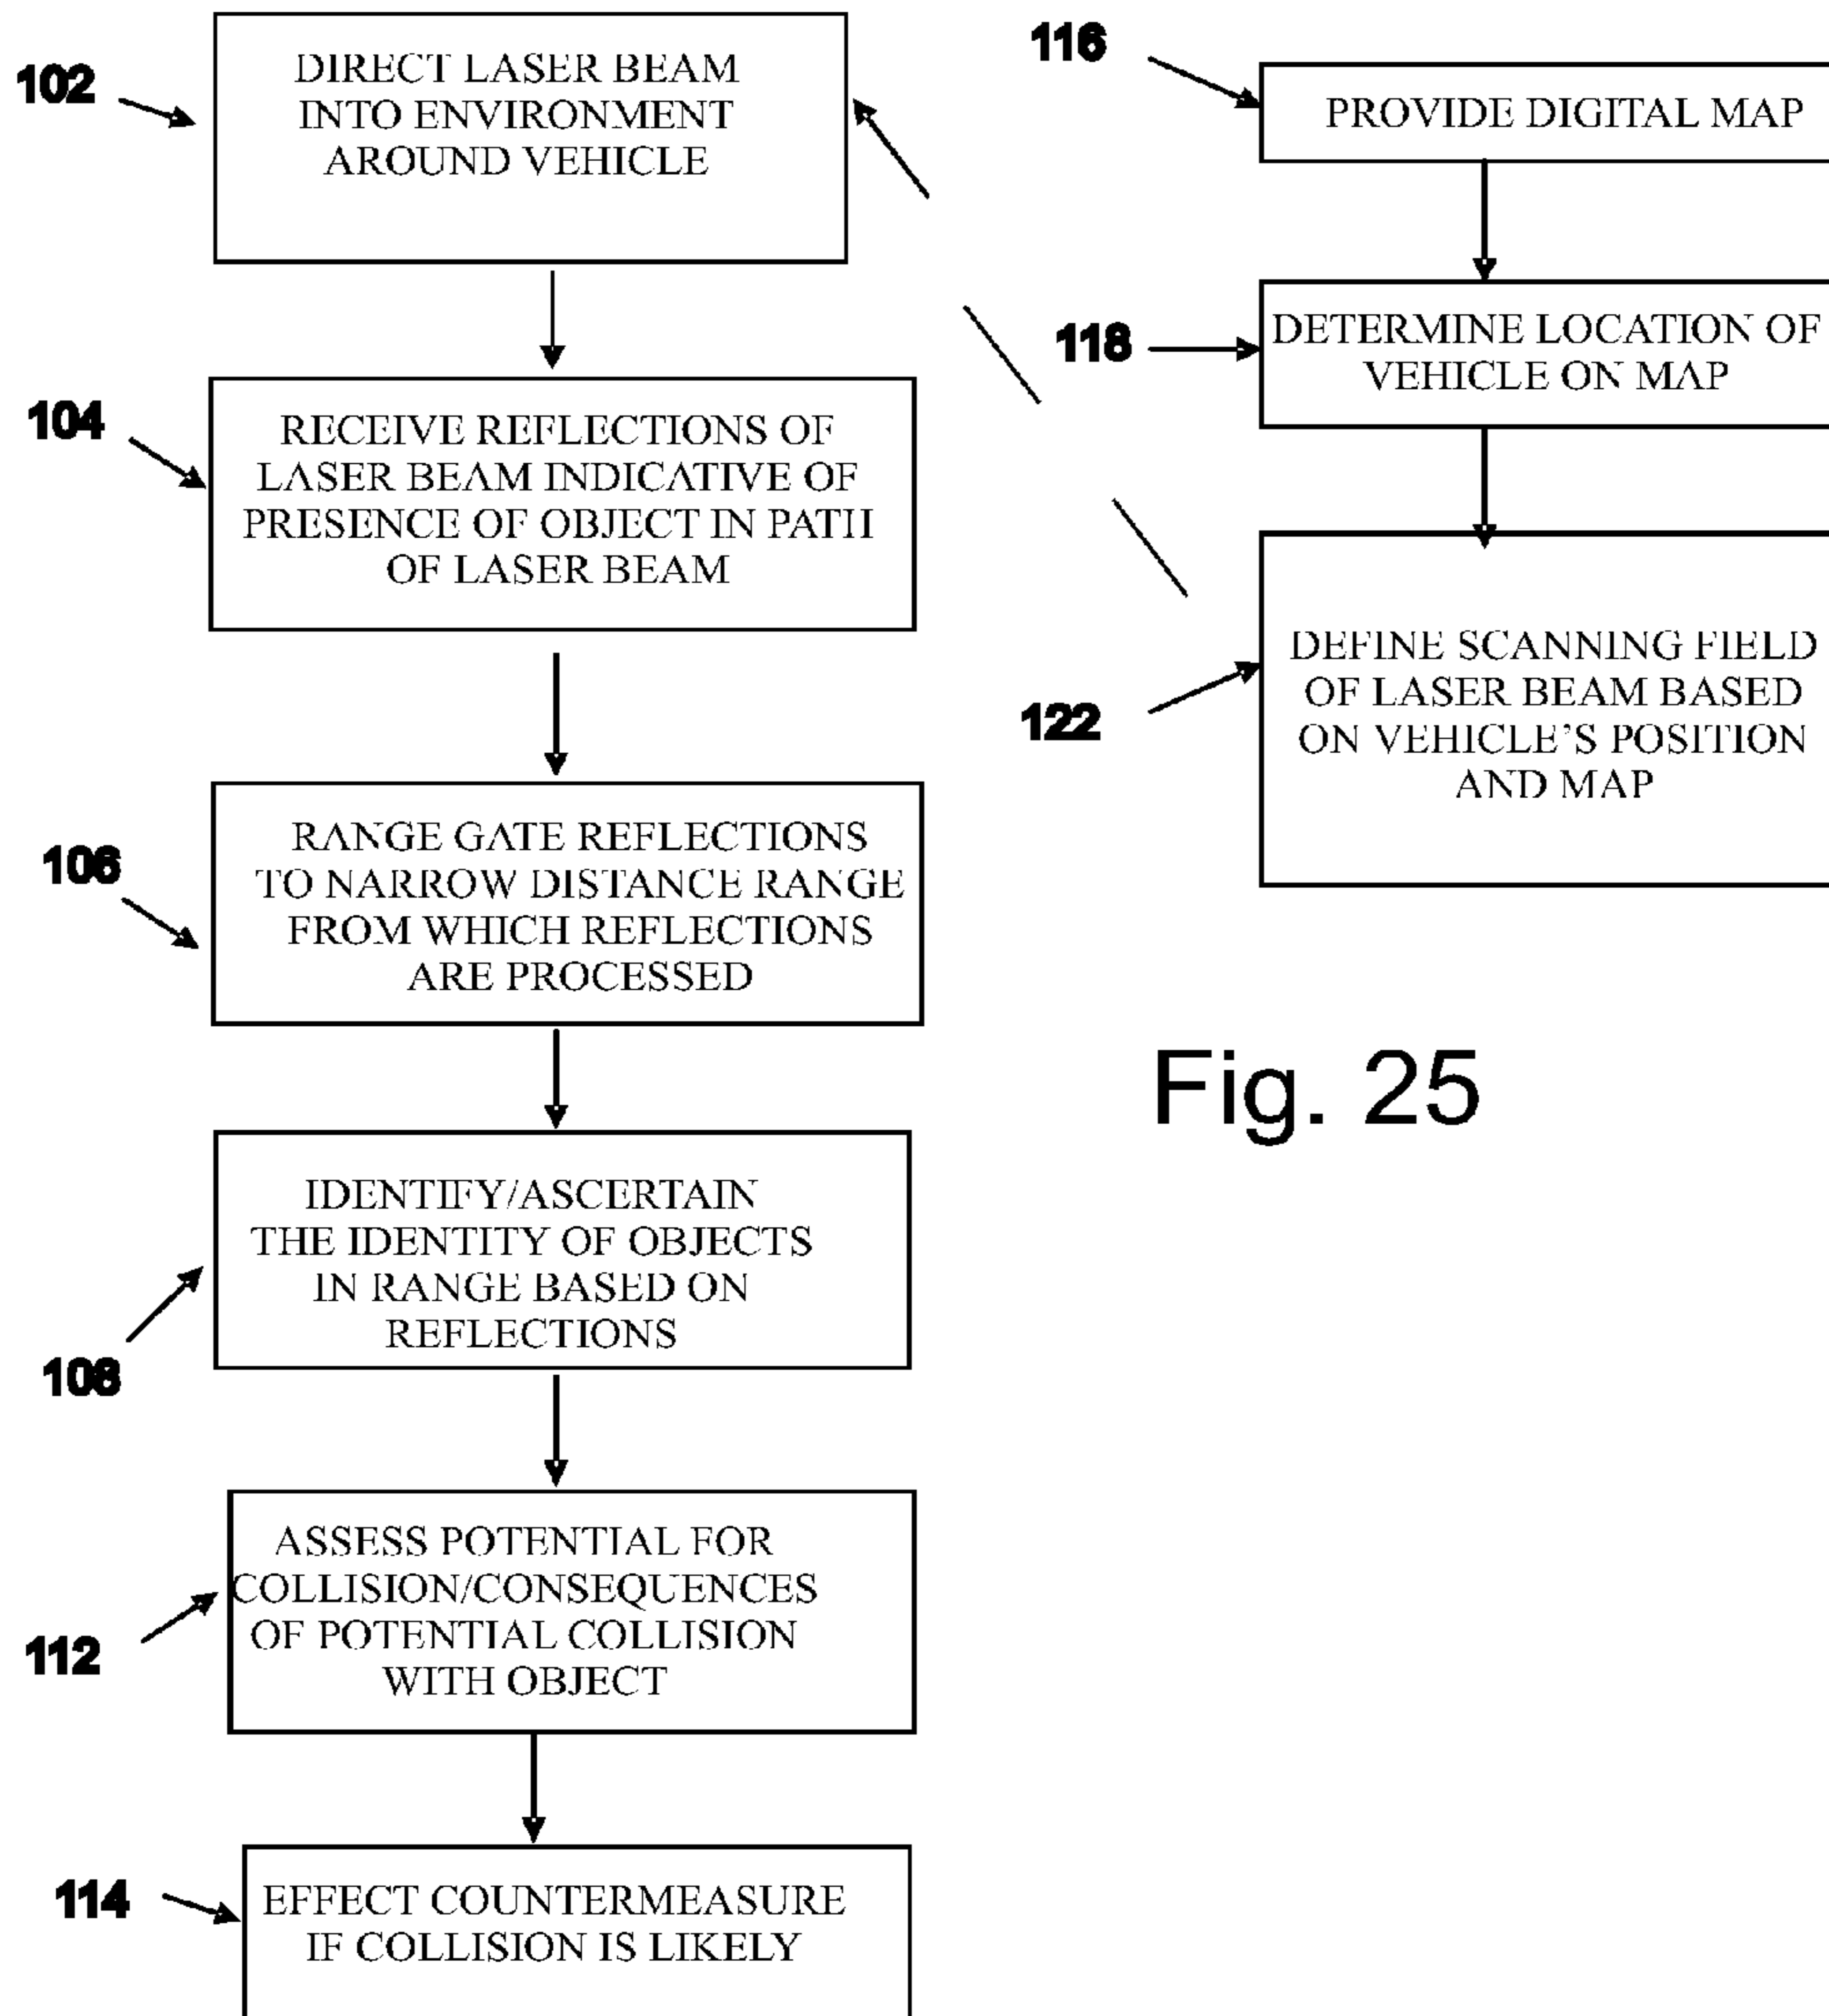 102
DIRECT LASER BEAM
INTO ENVIRONMENT
AROUND VEHICLE
104
RECEIVE REFLECTIONS OF
LASER BEAM INDICATIVE OF
PRESENCE OF OBJECT IN PATH
OF LASER BEAM
106
RANGE GATE REFLECTIONS
TO NARROW DISTANCE RANGE
FROM WHICH REFLECTIONS
ARE PROCESSED
108
IDENTIFY/ASCERTAIN
THE IDENTITY OF OBJECTS
IN RANGE BASED ON
REFLECTIONS
112
ASSESS POTENTIAL FOR
COLLISION/CONSEQUENCES
OF POTENTIAL COLLISION
WITH OBJECT
114
EFFECT COUNTERMEASURE
IF COLLISION IS LIKELY
116
PROVIDE DIGITAL MAP
118
DETERMINE LOCATION OF
VEHICLE ON MAP
122
DEFINE SCANNING FIELD
OF LASER BEAM BASED
ON VEHICLE'S POSITION
AND MAP
Fig. 25